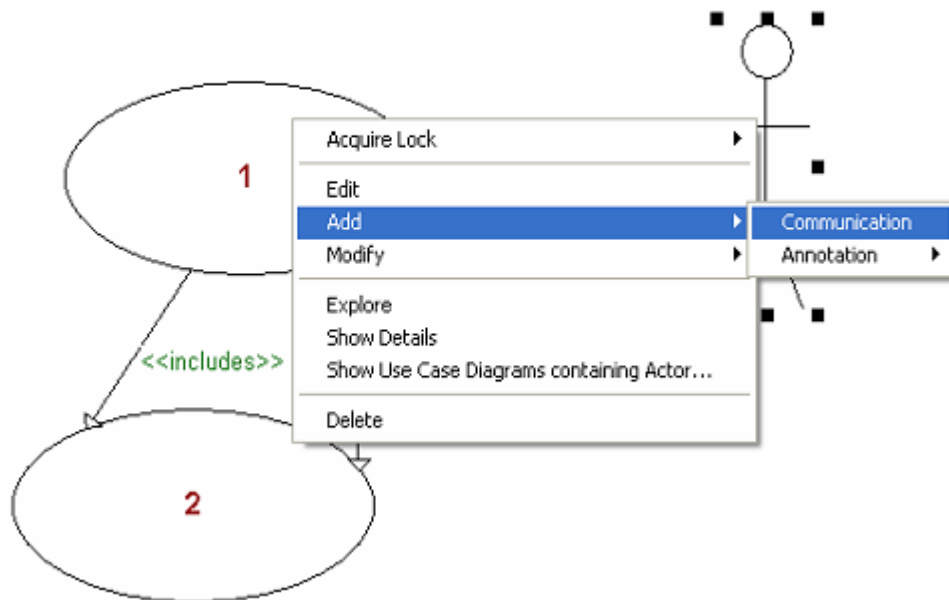 1
Acquire Lock
Edit
Add
Communication
Modify
Annotation
Explore
Show Details
Show Use Case Diagrams containing Actor...
Delete
<<includes>>
2